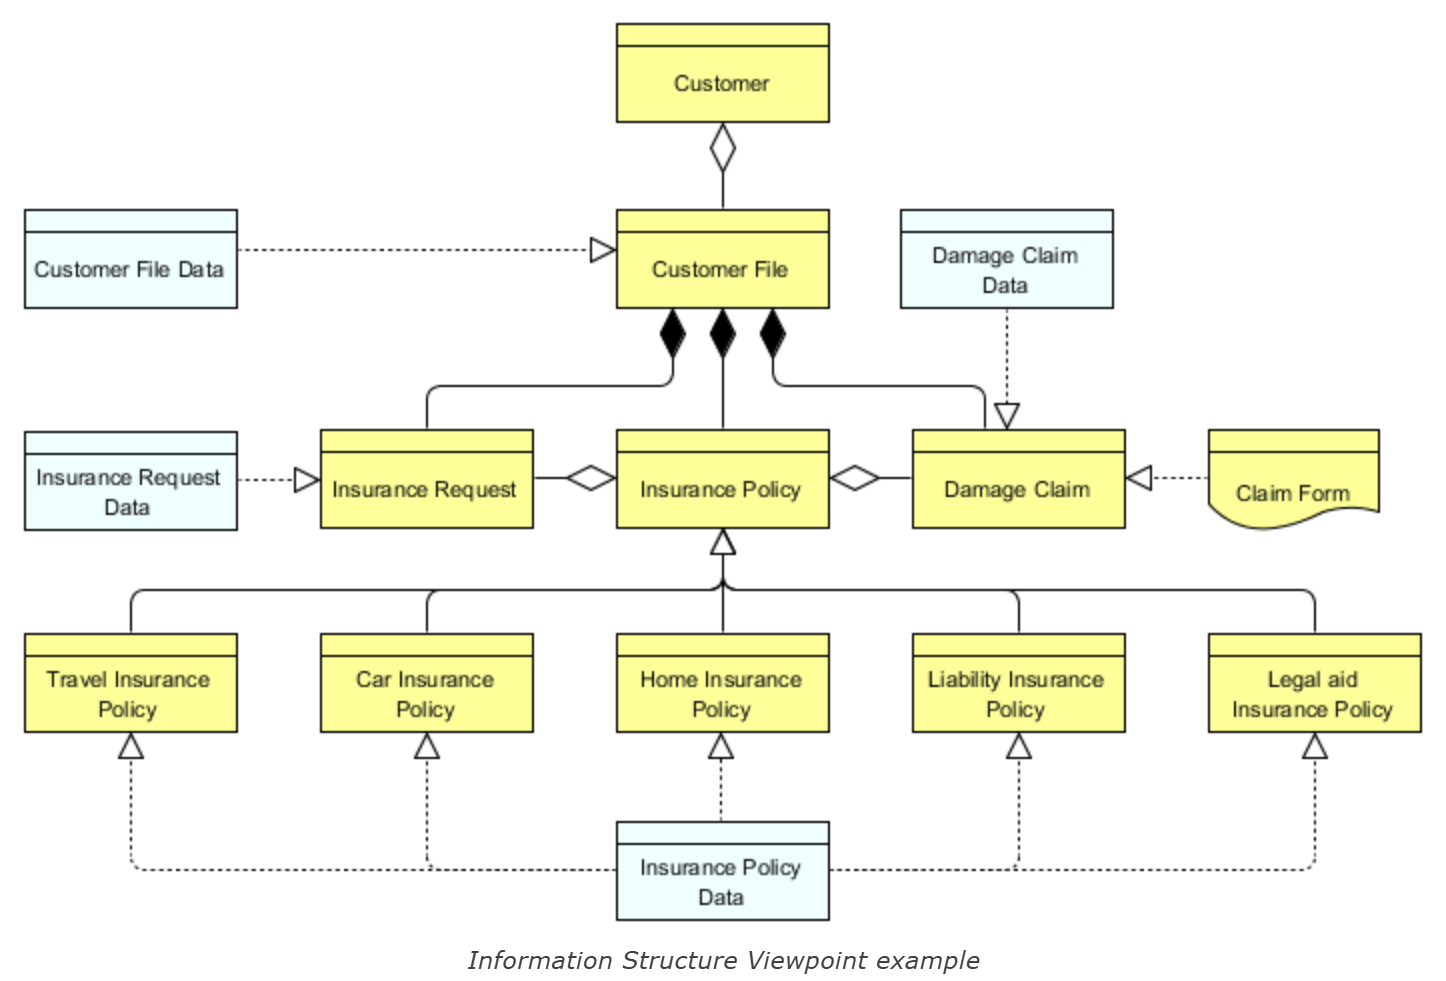 Customer
Customer File Data
Customer File
Damage Claim
Data
Insurance Request
Data
Insurance Request
Insurance Policy
Damage Claim
Claim Form
Travel Insurance
Policy
Car Insurance
Policy
Home Insurance
Policy
Liability Insurance
Policy
Legal aid
Insurance Policy
Insurance Policy
Data
Information Structure Viewpoint example